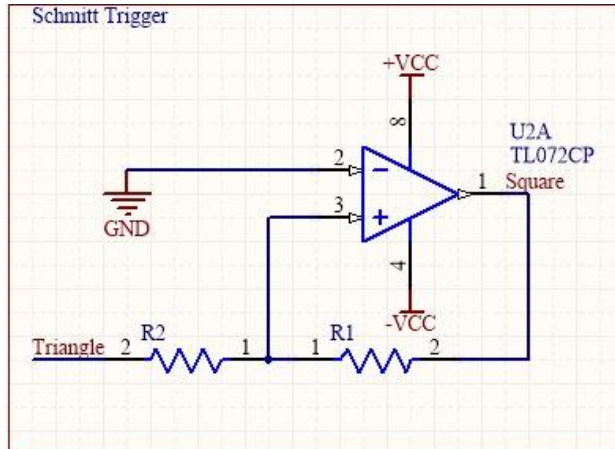 Schmitt Trigger
+VCC
8
U2A
TL072CP
2
1 Square
3
GND
4
-VCC
R2
R1
Triangle 2 1 1 2